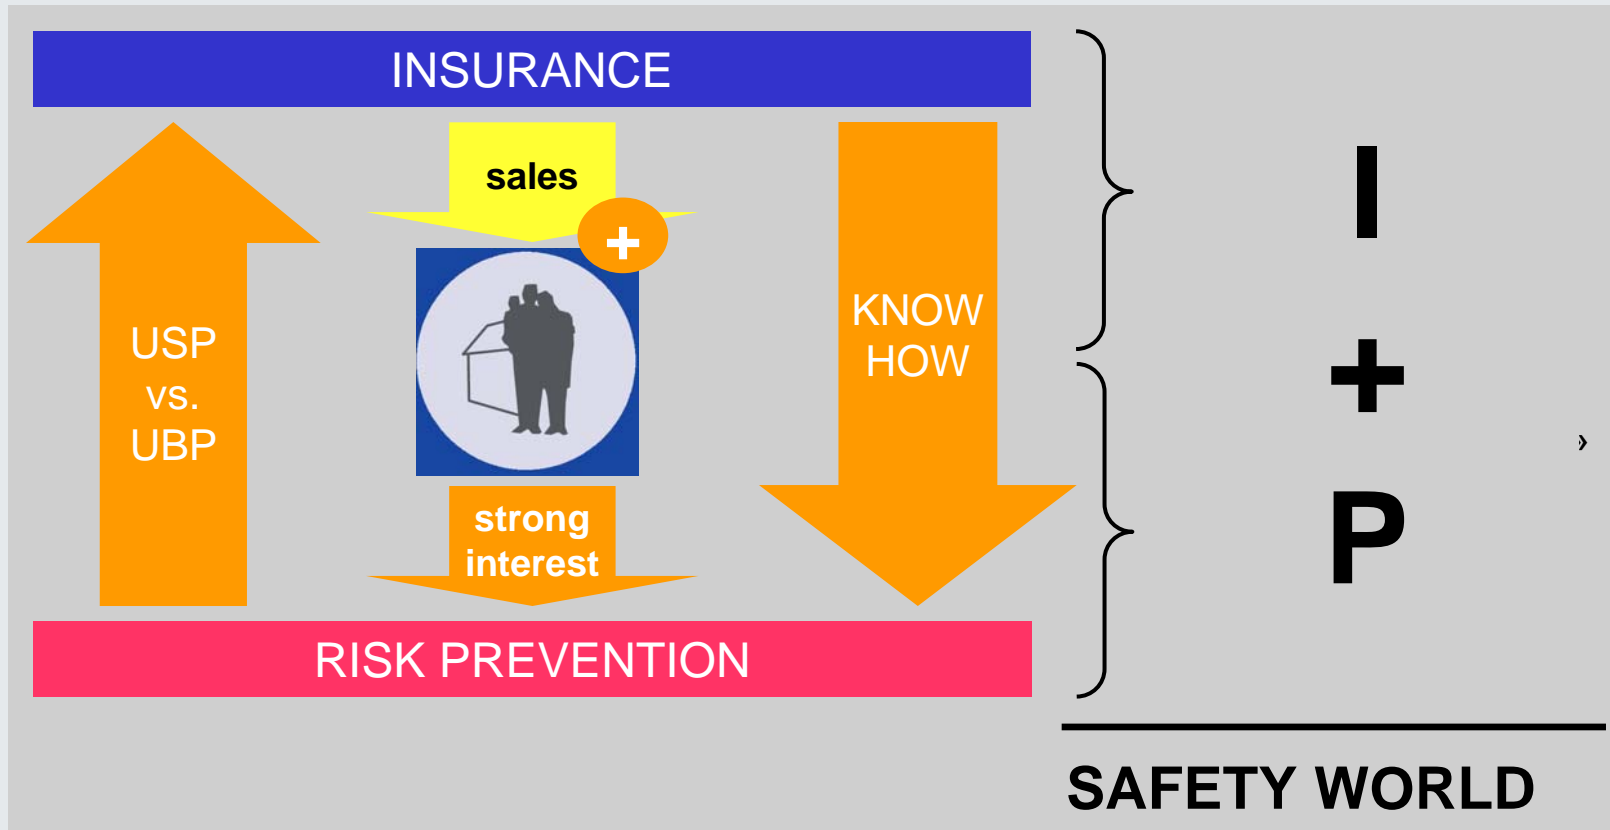 INSURANCE
sales
+
USP
vs.
UBP
KNOW
HOW
strong
interest
RISK PREVENTION
I
+
P
›
SAFETY WORLD